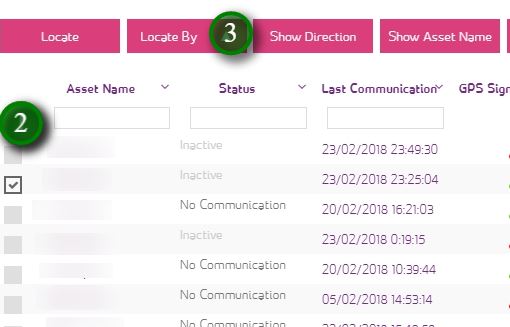 Locate Locate By 3 Show Direction Show Asset Name
Asset Name Status Last Communication GPS Sign
2
Inactive 23/02/2018 23:49:30
Inactive 23/02/2018 23:25:04
No Communication 20/02/2018 16:21:03
Inactive 23/02/2018 0:19:15
No Communication 20/02/2018 10:39:44
No Communication 05/02/2018 14:53:14